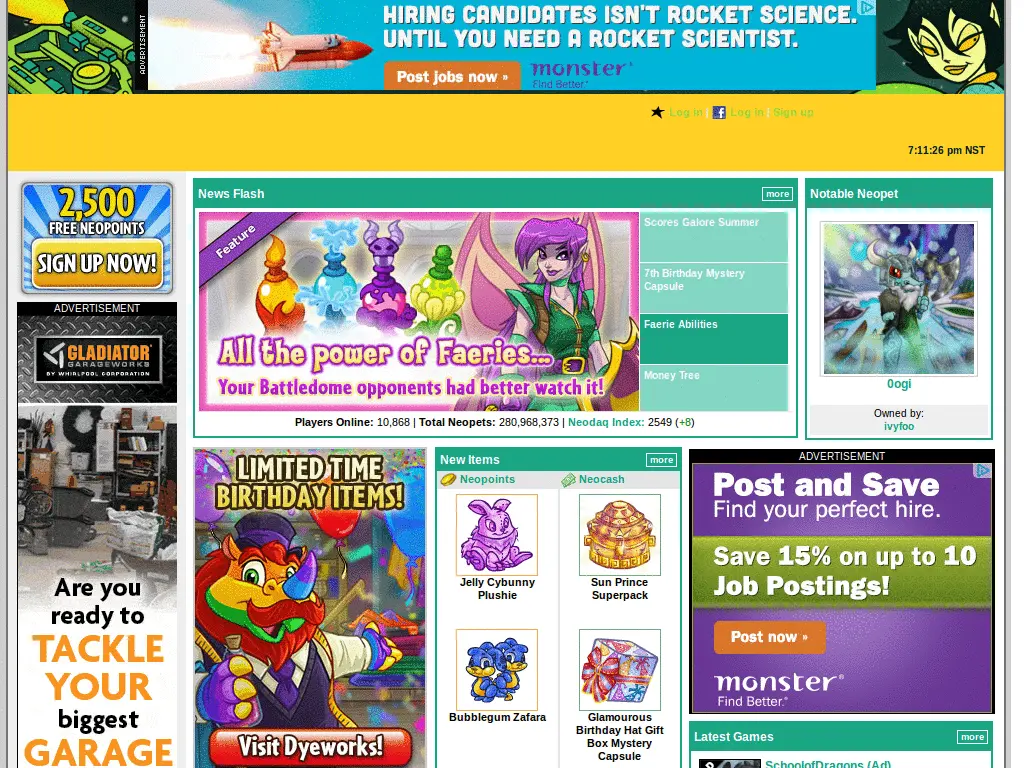 ADVERTISEMENT
HIRING CANDIDATES ISN'T ROCKET SCIENCE.
UNTIL YOU NEED A ROCKET SCIENTIST.
Post jobs now »
monster®
Find Better.™
Log in | Log in | Sign up
7:11:26 pm NST
2,500
FREE NEOPOINTS
SIGN UP NOW!
ADVERTISEMENT
GLADIATOR®
GARAGEWORKS
BY WHIRLPOOL CORPORATION
Are you
ready to
TACKLE
YOUR
biggest
GARAGE
News Flash
more
Feature
All the power of Faeries...
Your Battledome opponents had better watch it!
Scores Galore Summer
7th Birthday Mystery
Capsule
Faerie Abilities
Money Tree
Players Online: 10,868 | Total Neopets: 280,968,373 | Neodaq Index: 2549 (+8)
Notable Neopet
0ogi
Owned by:
ivyfoo
LIMITED TIME
BIRTHDAY ITEMS!
Visit Dyeworks!
New Items
more
Neopoints
Neocash
Jelly Cybunny
Plushie
Sun Prince
Superpack
Bubblegum Zafara
Glamourous
Birthday Hat Gift
Box Mystery
Capsule
ADVERTISEMENT
Post and Save
Find your perfect hire.
Save 15% on up to 10
Job Postings!
Post now »
monster®
Find Better.™
Latest Games
more
SchoolofDragons (Ad)